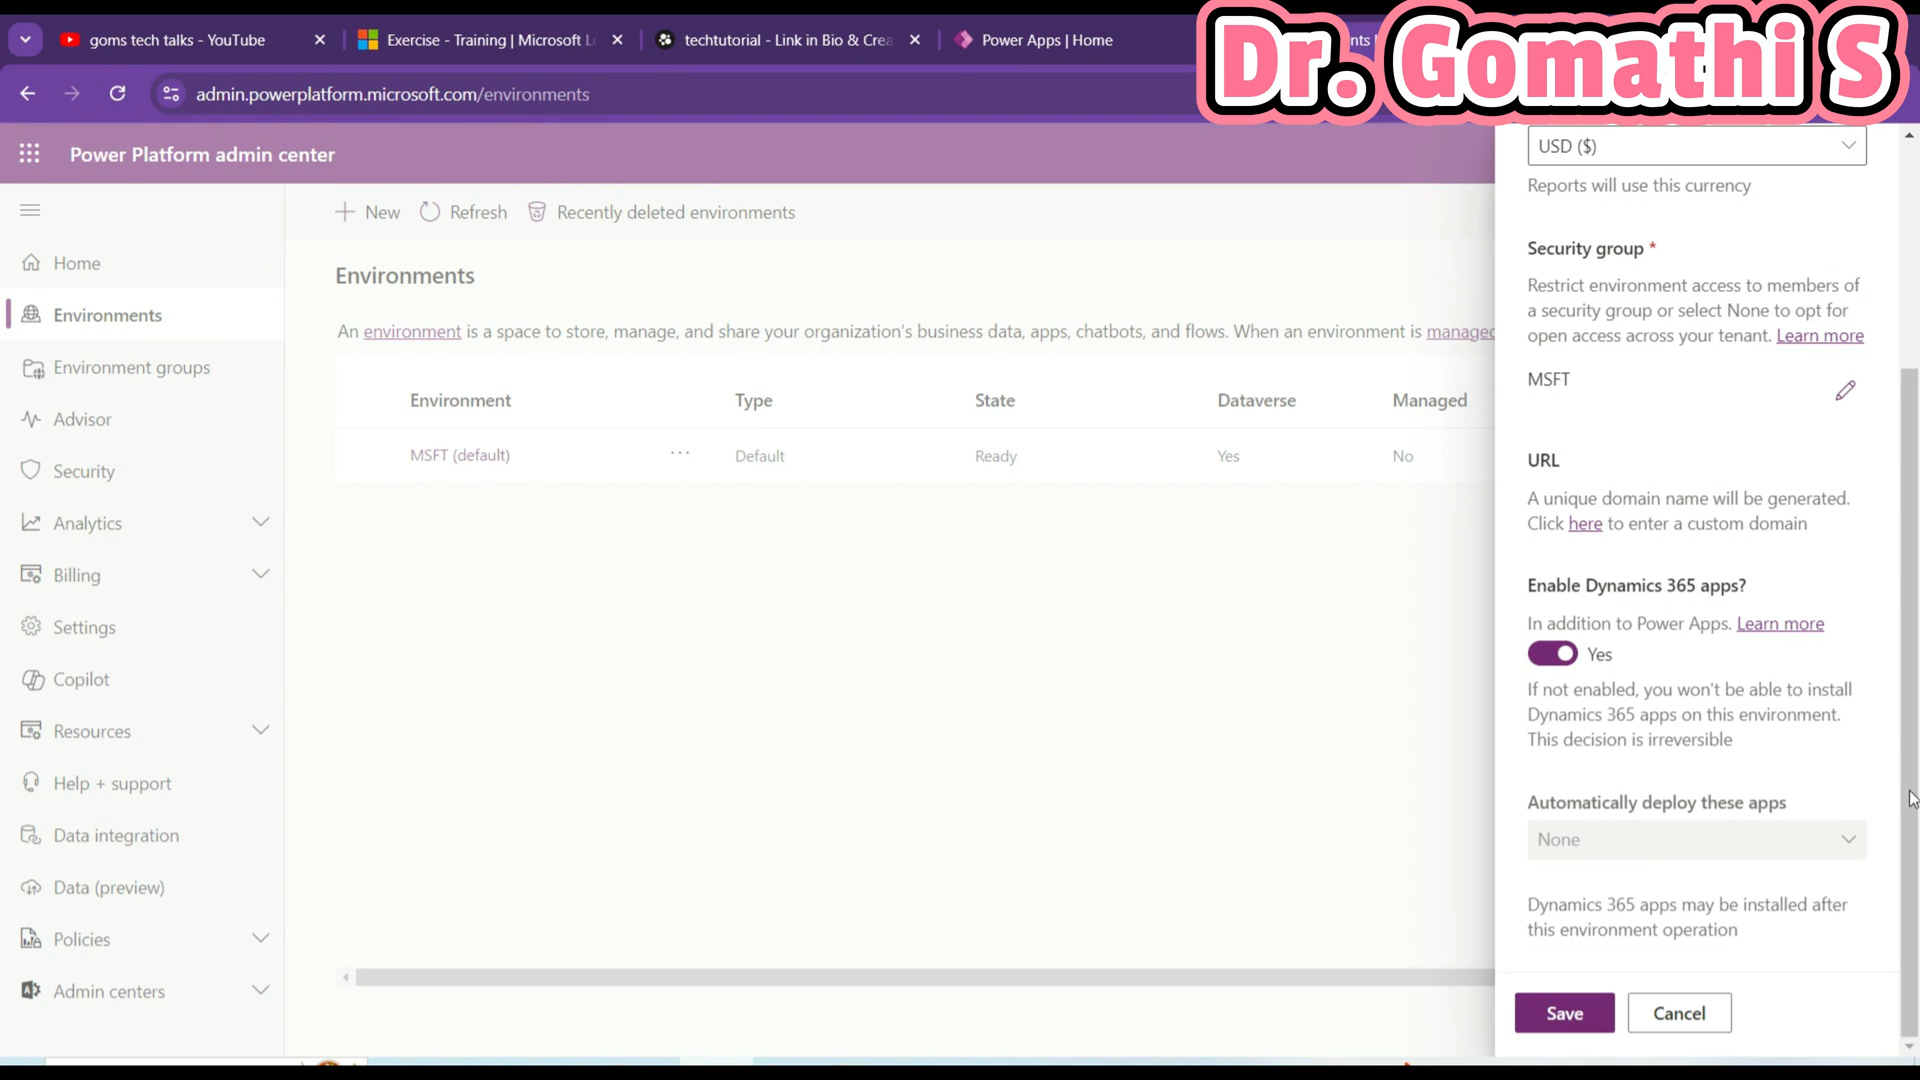 goms tech talks - YouTube
Exercise - Training | Microsoft Le
techtutorial - Link in Bio & Crea
Power Apps | Home
Dr. Gomathi S
admin.powerplatform.microsoft.com/environments
Power Platform admin center
Home
Environments
Environment groups
Advisor
Security
Analytics
Billing
Settings
Copilot
Resources
Help + support
Data integration
Data (preview)
Policies
Admin centers
New
Refresh
Recently deleted environments
Environments
An environment is a space to store, manage, and share your organization's business data, apps, chatbots, and flows. When an environment is managed
Environment Type State Dataverse Managed
MSFT (default) ... Default Ready Yes No
USD ($)
Reports will use this currency
Security group *
Restrict environment access to members of
a security group or select None to opt for
open access across your tenant. Learn more
MSFT
URL
A unique domain name will be generated.
Click here to enter a custom domain
Enable Dynamics 365 apps?
In addition to Power Apps. Learn more
Yes
If not enabled, you won't be able to install
Dynamics 365 apps on this environment.
This decision is irreversible
Automatically deploy these apps
None
Dynamics 365 apps may be installed after
this environment operation
Save
Cancel